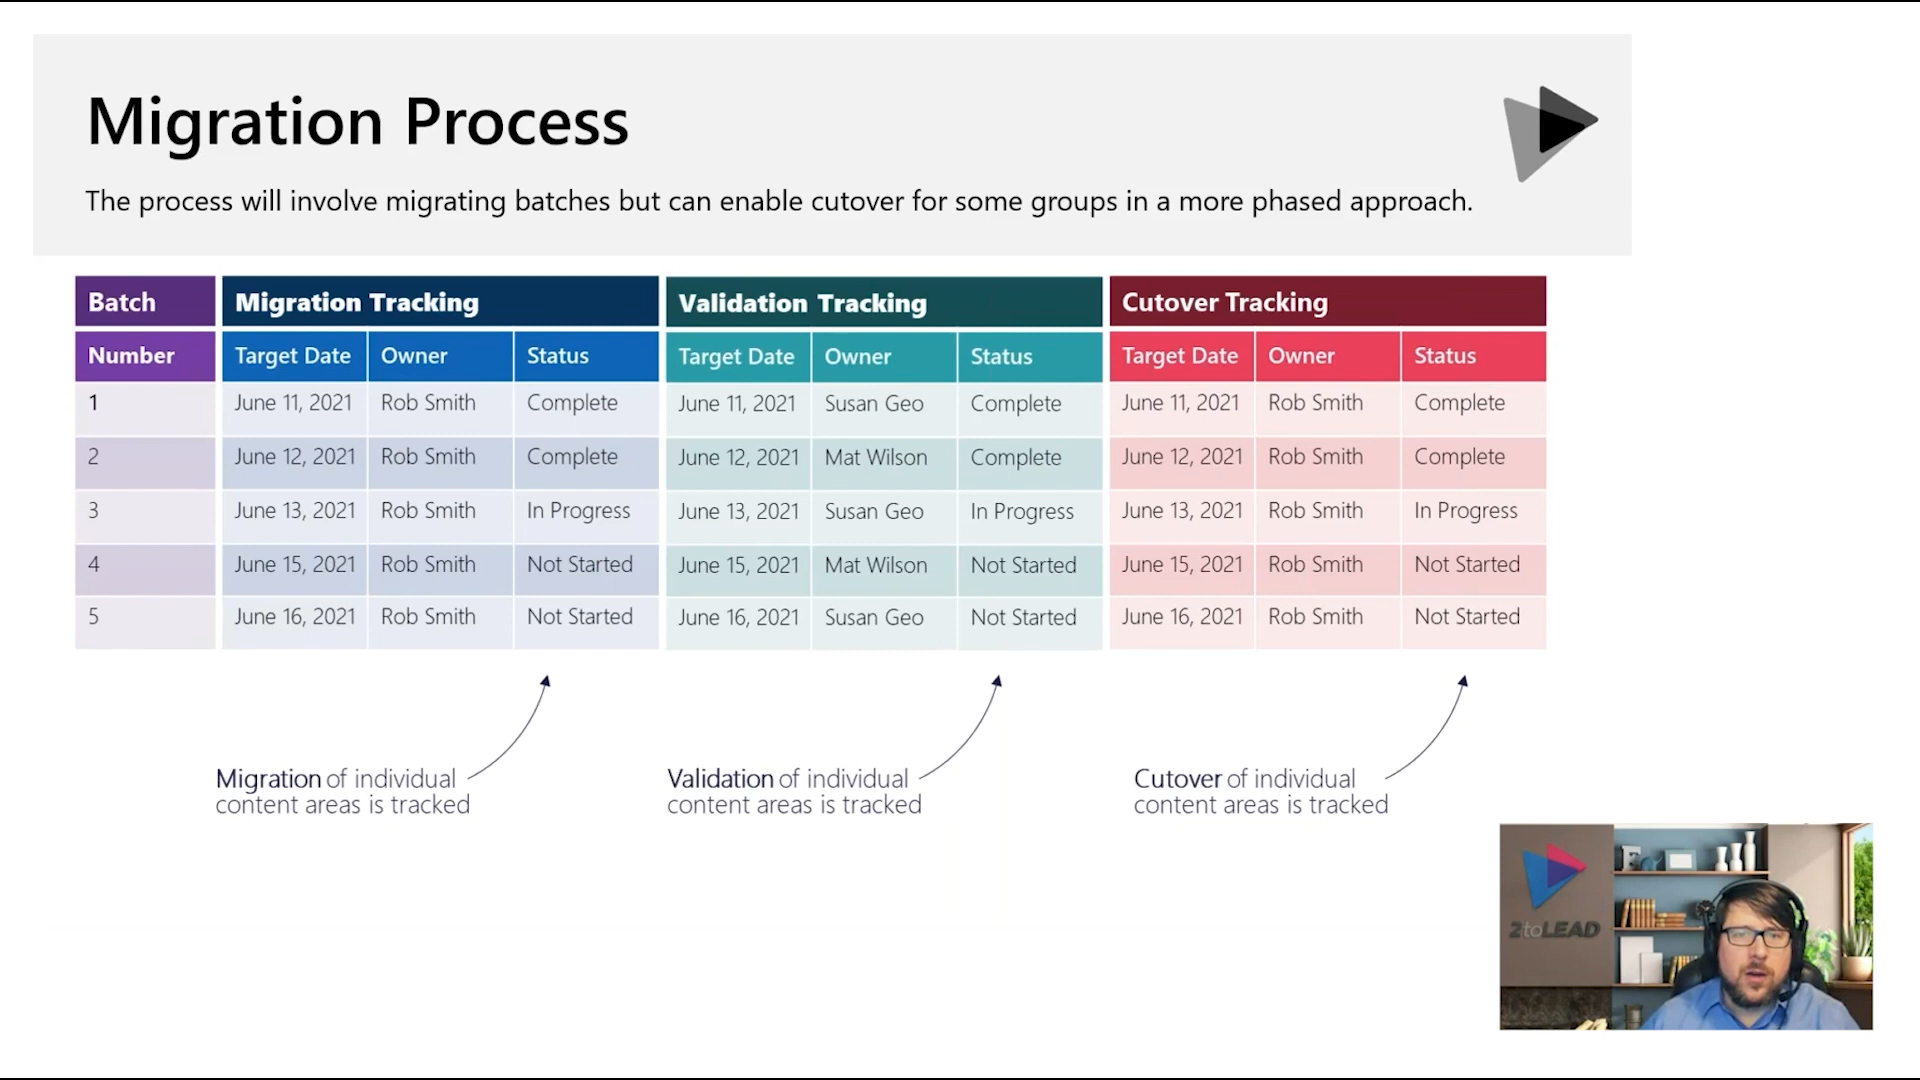 Migration Process
The process will involve migrating batches but can enable cutover for some groups in a more phased approach.
Batch Migration Tracking Validation Tracking Cutover Tracking
Number Target Date Owner Status Target Date Owner Status Target Date Owner Status
1 June 11, 2021 Rob Smith Complete June 11, 2021 Susan Geo Complete June 11, 2021 Rob Smith Complete
2 June 12, 2021 Rob Smith Complete June 12, 2021 Mat Wilson Complete June 12, 2021 Rob Smith Complete
3 June 13, 2021 Rob Smith In Progress June 13, 2021 Susan Geo In Progress June 13, 2021 Rob Smith In Progress
4 June 15, 2021 Rob Smith Not Started June 15, 2021 Mat Wilson Not Started June 15, 2021 Rob Smith Not Started
5 June 16, 2021 Rob Smith Not Started June 16, 2021 Susan Geo Not Started June 16, 2021 Rob Smith Not Started
Migration of individual
content areas is tracked
Validation of individual
content areas is tracked
Cutover of individual
content areas is tracked
2toLEAD